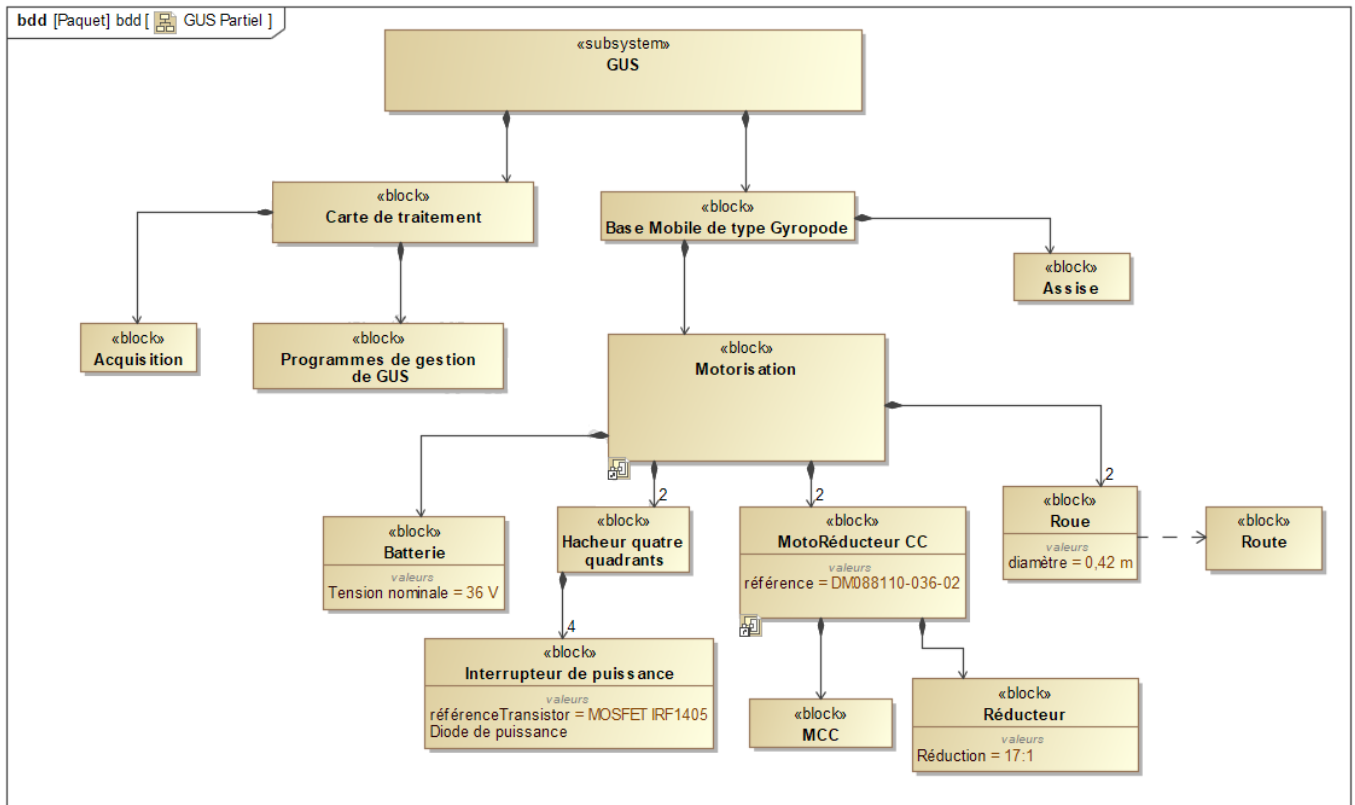 bdd [Paquet] bdd [ GUS Partiel ]
«subsystem»
GUS
«block»
Carte de traitement
«block»
Base Mobile de type Gyropode
«block»
Assise
«block»
Acquisition
«block»
Programmes de gestion
de GUS
«block»
Motorisation
2
2
2
«block»
Batterie
valeurs
Tension nominale = 36 V
«block»
Hacheur quatre
quadrants
«block»
MotoRéducteur CC
valeurs
référence = DM088110-036-02
«block»
Roue
valeurs
diamètre = 0,42 m
«block»
Route
4
«block»
Interrupteur de puissance
valeurs
référenceTransistor = MOSFET IRF1405
Diode de puissance
«block»
MCC
«block»
Réducteur
valeurs
Réduction = 17:1